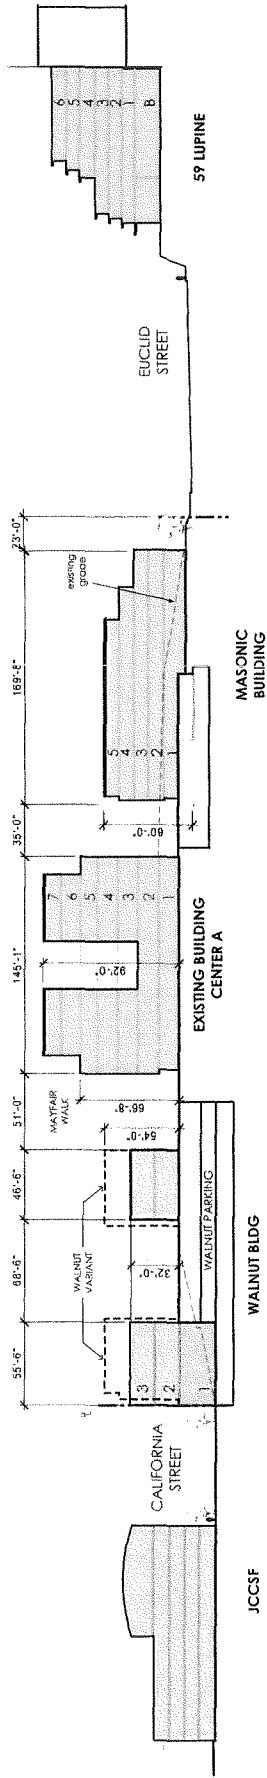 55'-6"
68'-6"
46'-6"
51'-0"
145'-1"
35'-0"
169'-8"
23'-0"
JCCSF
CALIFORNIA
STREET
WALNUT
VARIANT
3
2
1
32'-0"
54'-0"
66'-8"
WALNUT PARKING
WALNUT BLDG
MAYFAIR
WALK
7
6
5
4
3
2
1
92'-0"
EXISTING BUILDING
CENTER A
60'-0"
5
4
3
2
1
existing
grade
MASONIC
BUILDING
EUCLID
STREET
6
5
4
3
2
1
B
59 LUPINE